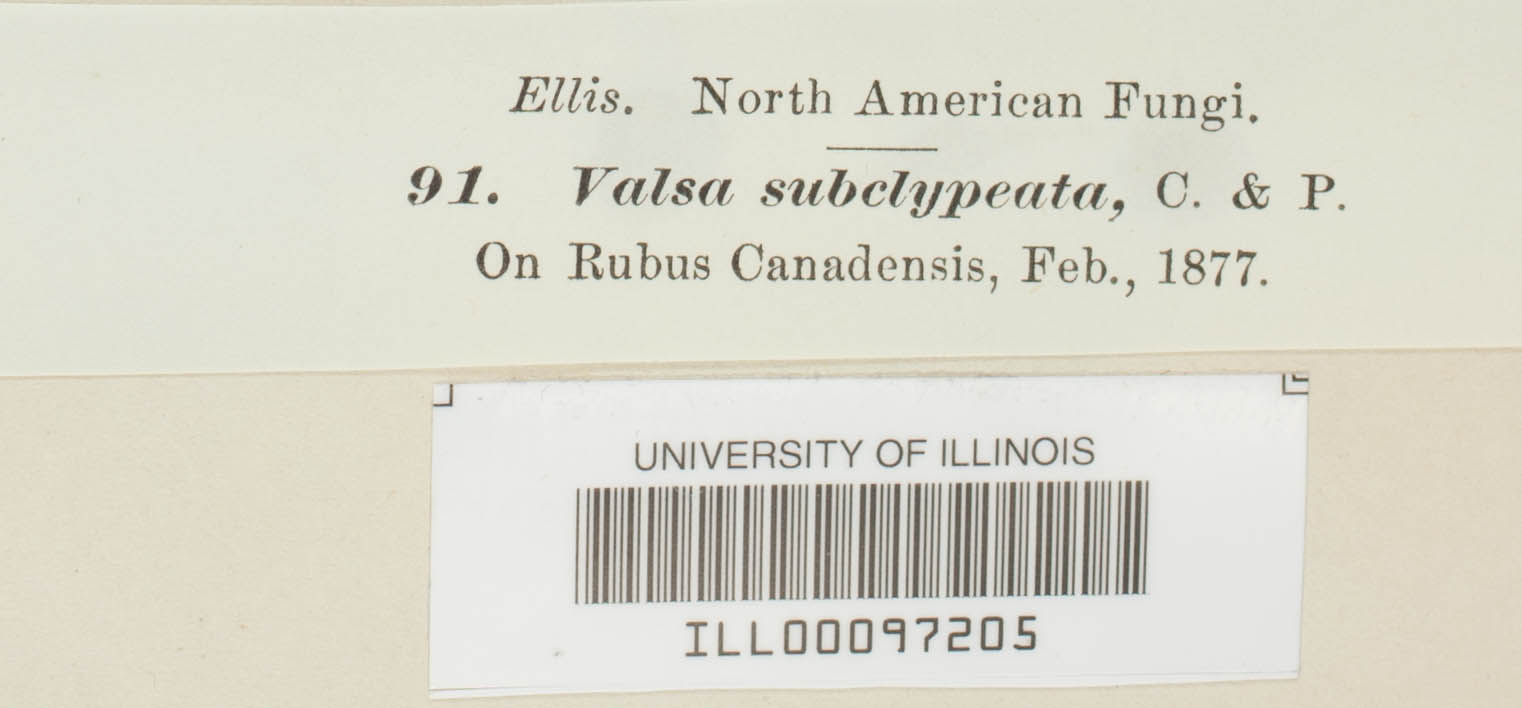 Ellis. North American Fungi.
91. Valsa subclypeata, C. & P.
On Rubus Canadensis, Feb., 1877.
UNIVERSITY OF ILLINOIS
ILL00097205